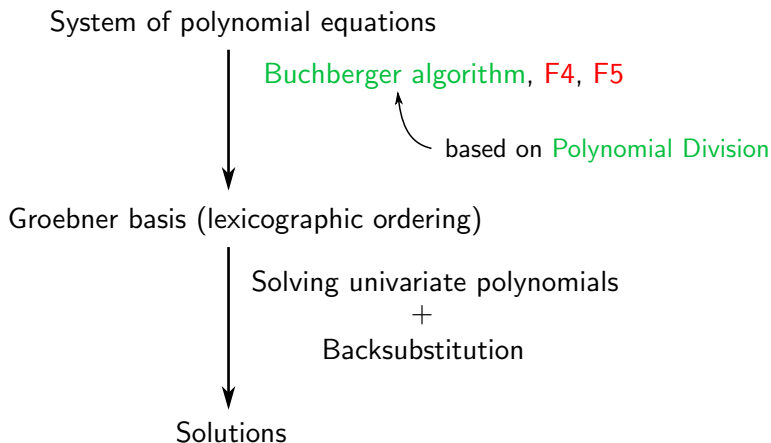 System of polynomial equations
Buchberger algorithm, F4, F5
based on Polynomial Division
Groebner basis (lexicographic ordering)
Solving univariate polynomials
+
Backsubstitution
Solutions